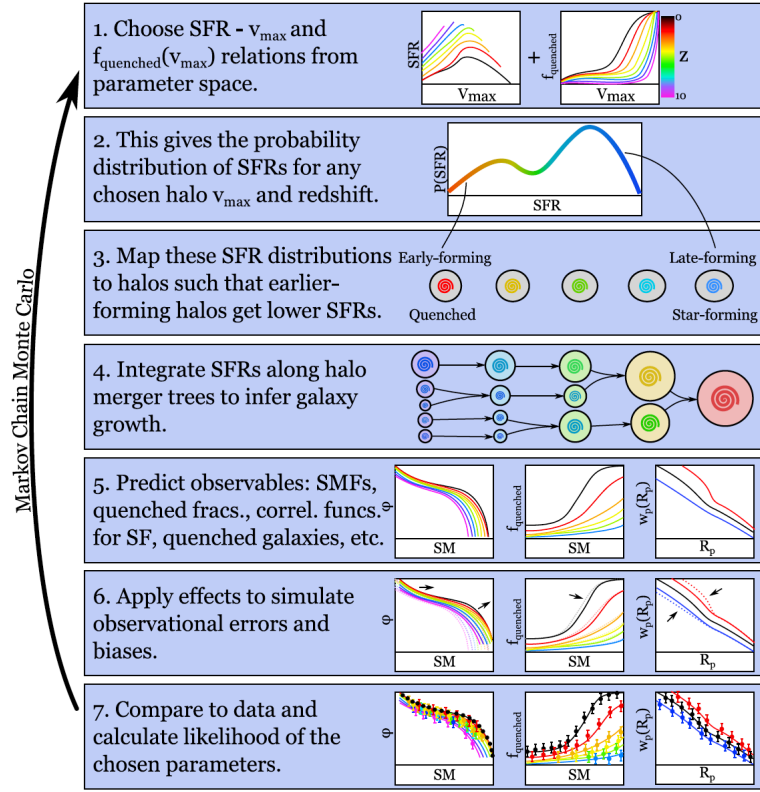 1. Choose SFR - vmax and
fquenched(vmax) relations from
parameter space.
SFR
Vmax
+
fquenched
Vmax
0
Z
10
2. This gives the probability
distribution of SFRs for any
chosen halo vmax and redshift.
P(SFR)
SFR
3. Map these SFR distributions
to halos such that earlier-
forming halos get lower SFRs.
Early-forming
Late-forming
Quenched
Star-forming
4. Integrate SFRs along halo
merger trees to infer galaxy
growth.
5. Predict observables: SMFs,
quenched fracs., correl. funcs.
for SF, quenched galaxies, etc.
φ
SM
fquenched
SM
wp(Rp)
Rp
6. Apply effects to simulate
observational errors and
biases.
φ
SM
fquenched
SM
wp(Rp)
Rp
7. Compare to data and
calculate likelihood of the
chosen parameters.
φ
SM
fquenched
SM
wp(Rp)
Rp
Markov Chain Monte Carlo